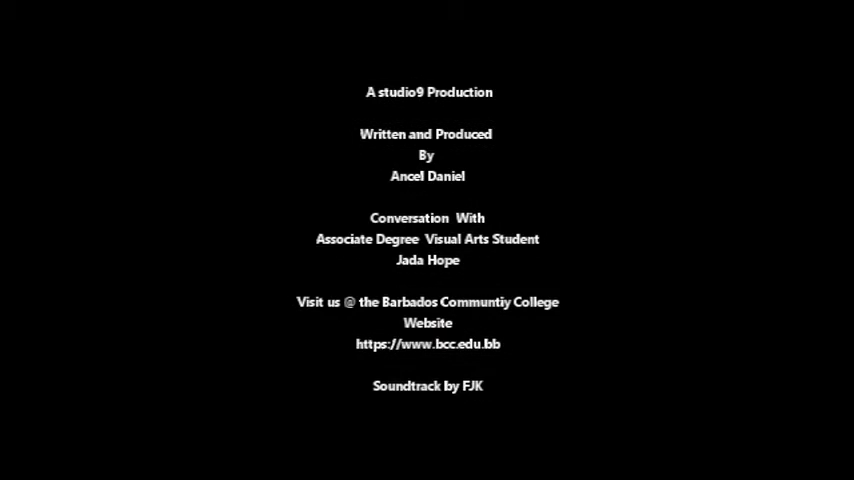 A studio9 Production
Written and Produced
By
Ancel Daniel
Conversation With
Associate Degree Visual Arts Student
Jada Hope
Visit us @ the Barbados Communtiy College
Website
https://www.bcc.edu.bb
Soundtrack by FJK